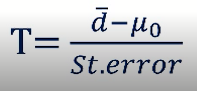 T= d̄−μ₀ / St.error